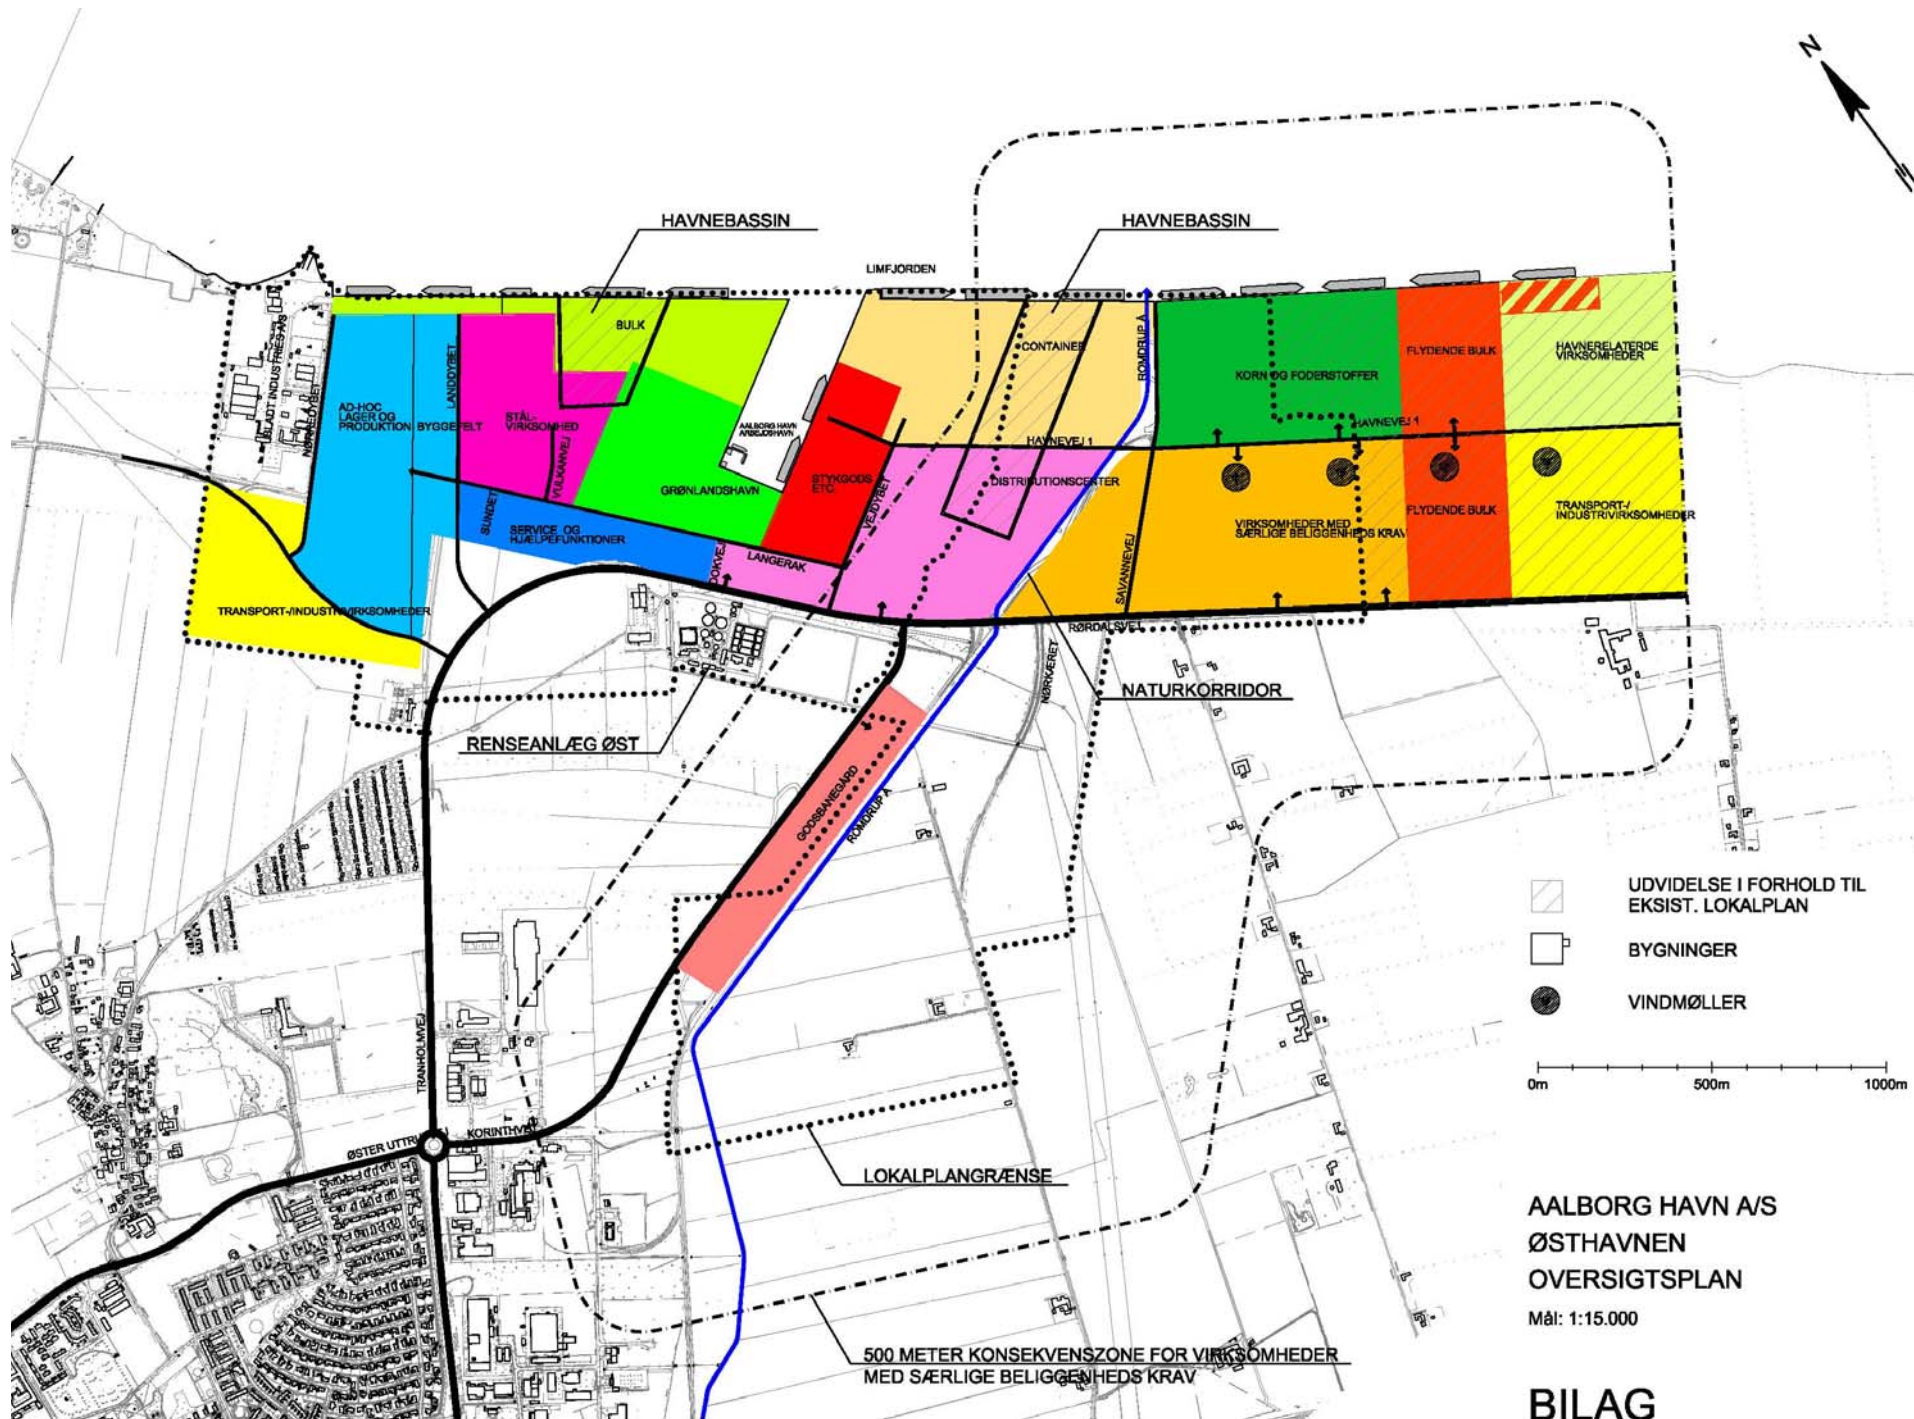 N
HAVNEBASSIN
HAVNEBASSIN
LIMFJORDEN
BLADT INDUSTRIES A/S
NØRREDYBET
BULK
CONTAINER
ROMDRUP Å
KORN OG FODERSTOFFER
FLYDENDE BULK
HAVNERELATERDE
VIRKSOMHEDER
AD-HOC
LAGER OG
PRODUKTION BYGGEFELT
LANDDYBET
STÅL-
VIRKSOMHED
VULKANVEJ
AALBORG HAVN
ARBEJDSHAVN
HAVNEVEJ 1
HAVNEVEJ 1
GRØNLANDSHAVN
STYKGODS
ETC.
VEJDYBET
DISTRIBUTIONSCENTER
SUNDET
SERVICE OG
HJÆLPEFUNKTIONER
DOKVEJ
LANGERAK
SAVANNEVEJ
VIRKSOMHEDER MED
SÆRLIGE BELIGGENHEDS KRAV
FLYDENDE BULK
TRANSPORT-/
INDUSTRIVIRKSOMHEDER
TRANSPORT-/INDUSTRIVIRKSOMHEDER
RØRDALSVEJ
NØRKÆRET
NATURKORRIDOR
RENSEANLÆG ØST
GODSBANEGÅRD
ROMDRUP Å
TRANHOLMVEJ
KORINTHVEJ
LOKALPLANGRÆNSE
500 METER KONSEKVENSZONE FOR VIRKSOMHEDER
MED SÆRLIGE BELIGGENHEDS KRAV
UDVIDELSE I FORHOLD TIL
EKSIST. LOKALPLAN
BYGNINGER
VINDMØLLER
0m 500m 1000m
AALBORG HAVN A/S
ØSTHAVNEN
OVERSIGTSPLAN
Mål: 1:15.000
BILAG